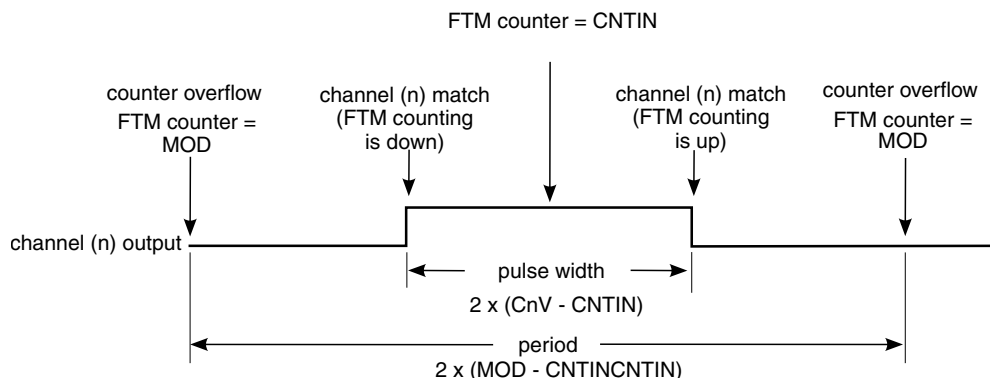 FTM counter = CNTIN
counter overflow
FTM counter =
MOD
channel (n) match
(FTM counting
is down)
channel (n) match
(FTM counting
is up)
counter overflow
FTM counter =
MOD
channel (n) output
pulse width
2 x (CnV - CNTIN)
period
2 x (MOD - CNTINCNTIN)